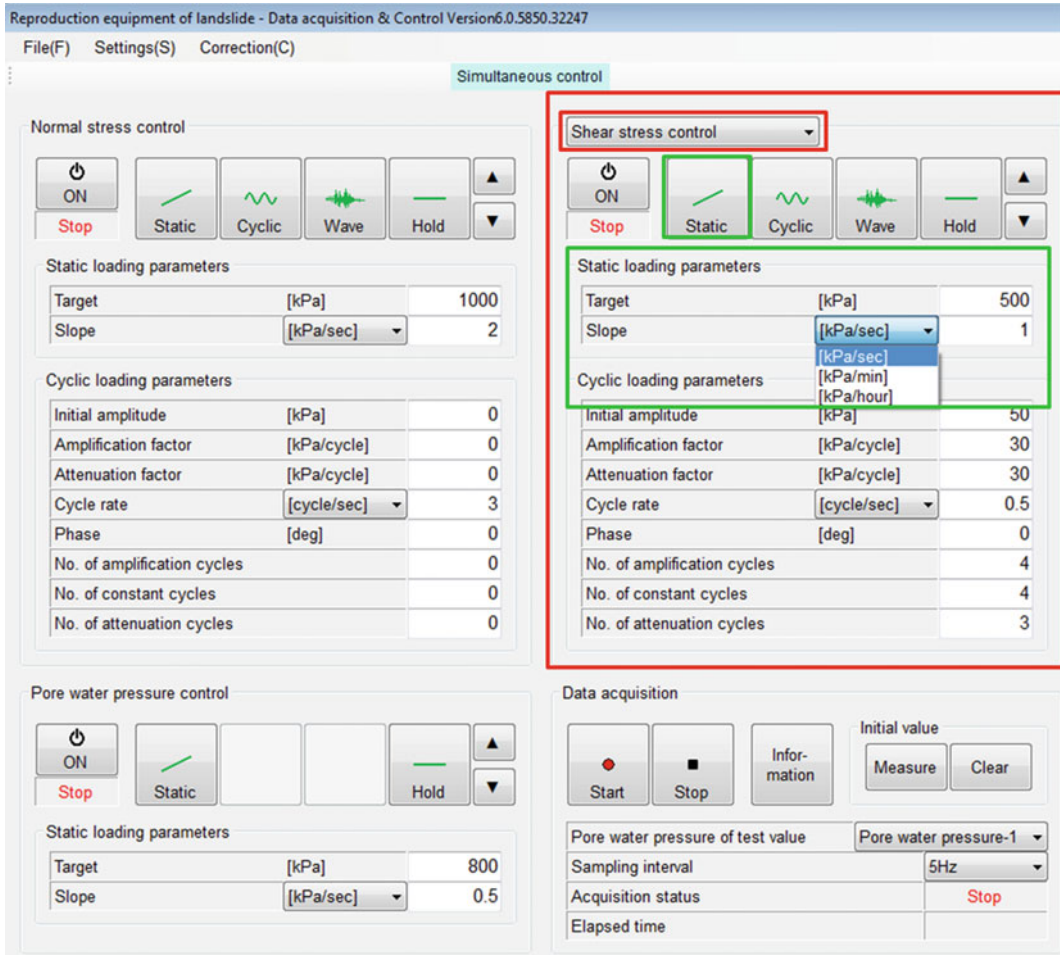 Reproduction equipment of landslide - Data acquisition & Control Version6.0.5850.32247
File(F) Settings(S) Correction(C)
Simultaneous control
Normal stress control
ON
Stop
Static
Cyclic
Wave
Hold
Static loading parameters
Target [kPa] 1000
Slope [kPa/sec] 2
Cyclic loading parameters
Initial amplitude [kPa] 0
Amplification factor [kPa/cycle] 0
Attenuation factor [kPa/cycle] 0
Cycle rate [cycle/sec] 3
Phase [deg] 0
No. of amplification cycles 0
No. of constant cycles 0
No. of attenuation cycles 0
Shear stress control
ON
Stop
Static
Cyclic
Wave
Hold
Static loading parameters
Target [kPa] 500
Slope [kPa/sec] 1
[kPa/sec]
[kPa/min]
[kPa/hour]
Cyclic loading parameters
Initial amplitude [kPa] 50
Amplification factor [kPa/cycle] 30
Attenuation factor [kPa/cycle] 30
Cycle rate [cycle/sec] 0.5
Phase [deg] 0
No. of amplification cycles 4
No. of constant cycles 4
No. of attenuation cycles 3
Pore water pressure control
ON
Stop
Static
Hold
Static loading parameters
Target [kPa] 800
Slope [kPa/sec] 0.5
Data acquisition
Start
Stop
Infor-
mation
Initial value
Measure
Clear
Pore water pressure of test value Pore water pressure-1
Sampling interval 5Hz
Acquisition status Stop
Elapsed time